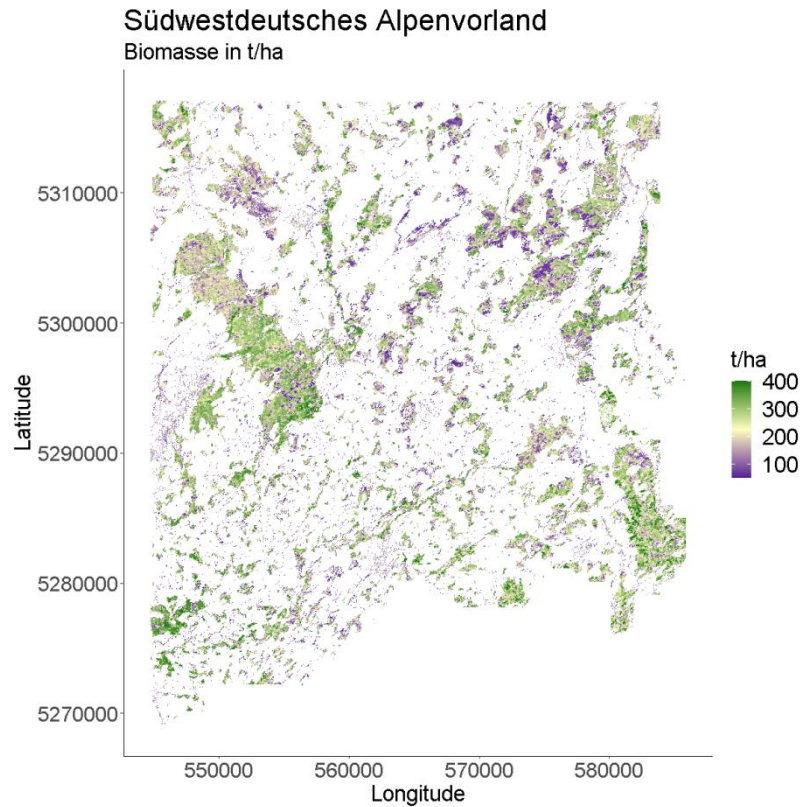 Südwestdeutsches Alpenvorland
Biomasse in t/ha
5310000
5300000
5290000
5280000
5270000
Latitude
550000
560000
570000
580000
Longitude
t/ha
400
300
200
100